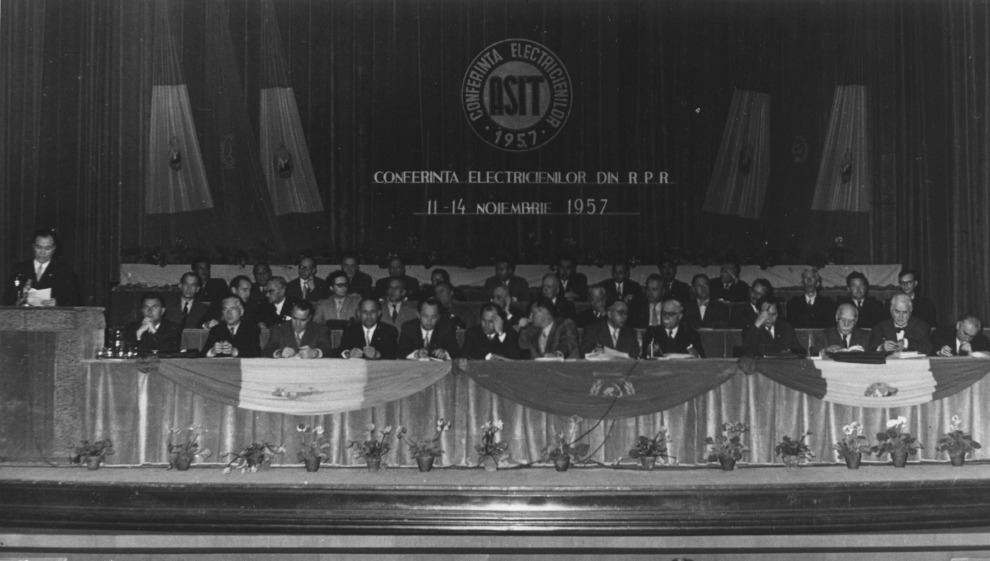 CONFERINTA ELECTRICIENILOR
ASIT
· 1957 ·
CONFERINTA ELECTRICIENILOR DIN R.P.R.
11-14 NOIEMBRIE 1957